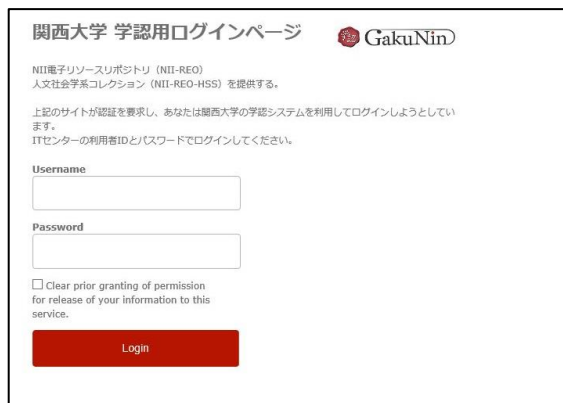 関西大学 学認用ログインページ
GakuNin
NII電子リソースリポジトリ（NII-REO）
人文社会学系コレクション（NII-REO-HSS）を提供する。
上記のサイトが認証を要求し、あなたは関西大学の学認システムを利用してログインしようとしてい
ます。
ITセンターの利用者IDとパスワードでログインしてください。
Username
Password
Clear prior granting of permission
for release of your information to this
service.
Login